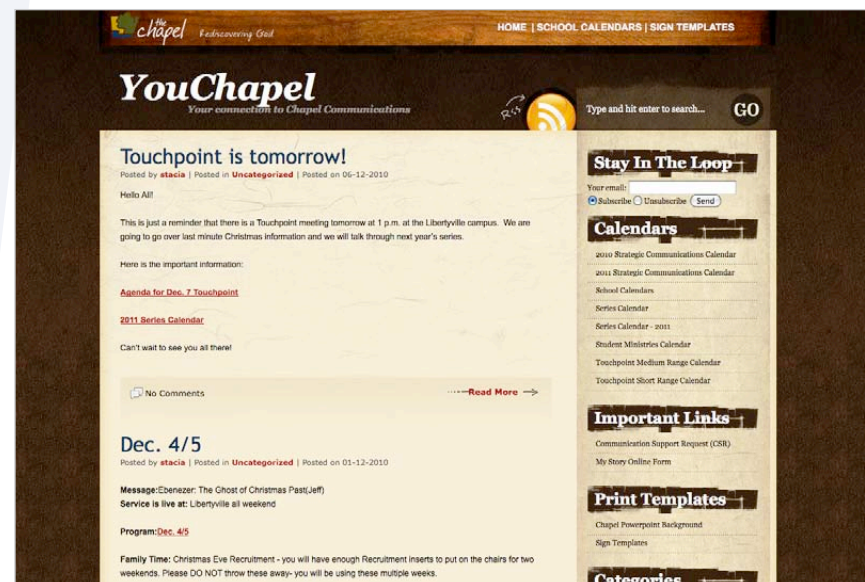 the
chapel Rediscovering God
HOME | SCHOOL CALENDARS | SIGN TEMPLATES
YouChapel
Your connection to Chapel Communications
RSS
Type and hit enter to search... GO
Touchpoint is tomorrow!
Posted by stacia | Posted in Uncategorized | Posted on 06-12-2010
Hello All!
This is just a reminder that there is a Touchpoint meeting tomorrow at 1 p.m. at the Libertyville campus. We are
going to go over last minute Christmas information and we will talk through next year's series.
Here is the important information:
Agenda for Dec. 7 Touchpoint
2011 Series Calendar
Can't wait to see you all there!
No Comments
Read More
Dec. 4/5
Posted by stacia | Posted in Uncategorized | Posted on 01-12-2010
Message:Ebenezer: The Ghost of Christmas Past(Jeff)
Service is live at: Libertyville all weekend
Program:Dec. 4/5
Family Time: Christmas Eve Recruitment - you will have enough Recruitment inserts to put on the chairs for two
weekends. Please DO NOT throw these away- you will be using these multiple weeks.
Stay In The Loop
Your email:
Subscribe Unsubscribe Send
Calendars
2010 Strategic Communications Calendar
2011 Strategic Communications Calendar
School Calendars
Series Calendar
Series Calendar - 2011
Student Ministries Calendar
Touchpoint Medium Range Calendar
Touchpoint Short Range Calendar
Important Links
Communication Support Request (CSR)
My Story Online Form
Print Templates
Chapel Powerpoint Background
Sign Templates
Categories